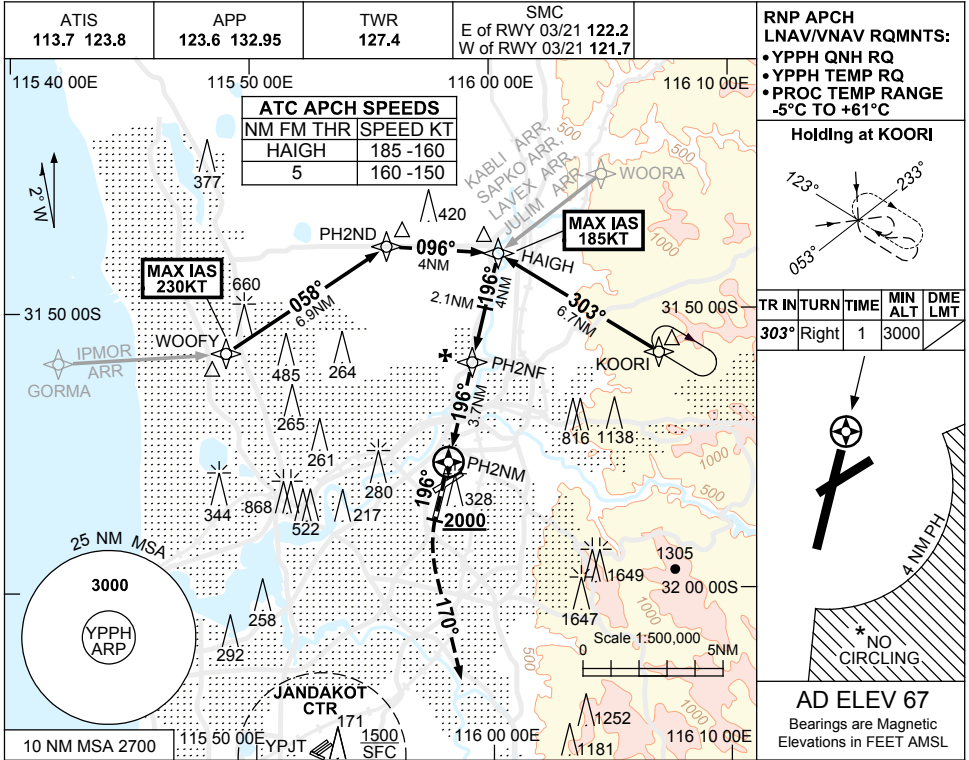 ATIS
113.7 123.8
APP
123.6 132.95
TWR
127.4
SMC
E of RWY 03/21 122.2
W of RWY 03/21 121.7
RNP APCH
LNAV/VNAV RQMNTS:
• YPPH QNH RQ
• YPPH TEMP RQ
• PROC TEMP RANGE
-5°C TO +61°C
115 40 00E
115 50 00E
116 00 00E
116 10 00E
ATC APCH SPEEDS
NM FM THR SPEED KT
HAIGH 185 -160
5 160 -150
2°W
377
420
500
500
KABLI ARR,
SAPKO ARR,
LAVEX ARR,
JULIM ARR
WOORA
1000
MAX IAS
185KT
PH2ND
096°
4NM
HAIGH
MAX IAS
230KT
660
058°
6.9NM
2.1NM
196°
4NM
303°
6.7NM
31 50 00S
31 50 00S
WOOFY
IPMOR
ARR
GORMA
485
264
PH2NF
KOORI
196°
3.7NM
265
261
816
1138
1000
PH2NM
280
344
868
522
217
328
196°
2000
500
25 NM MSA
3000
YPPH
ARP
1305
1649
32 00 00S
1647
1000
258
292
170°
Scale 1:500,000
0
5NM
500
JANDAKOT
CTR
171
1500
SFC
YPJT
1252
1181
1000
10 NM MSA 2700
115 50 00E
116 00 00E
116 10 00E
Holding at KOORI
123°
233°
053°
TR IN TURN TIME MIN ALT DME LMT
303° Right 1 3000
4 NM PH
*NO
CIRCLING
AD ELEV 67
Bearings are Magnetic
Elevations in FEET AMSL